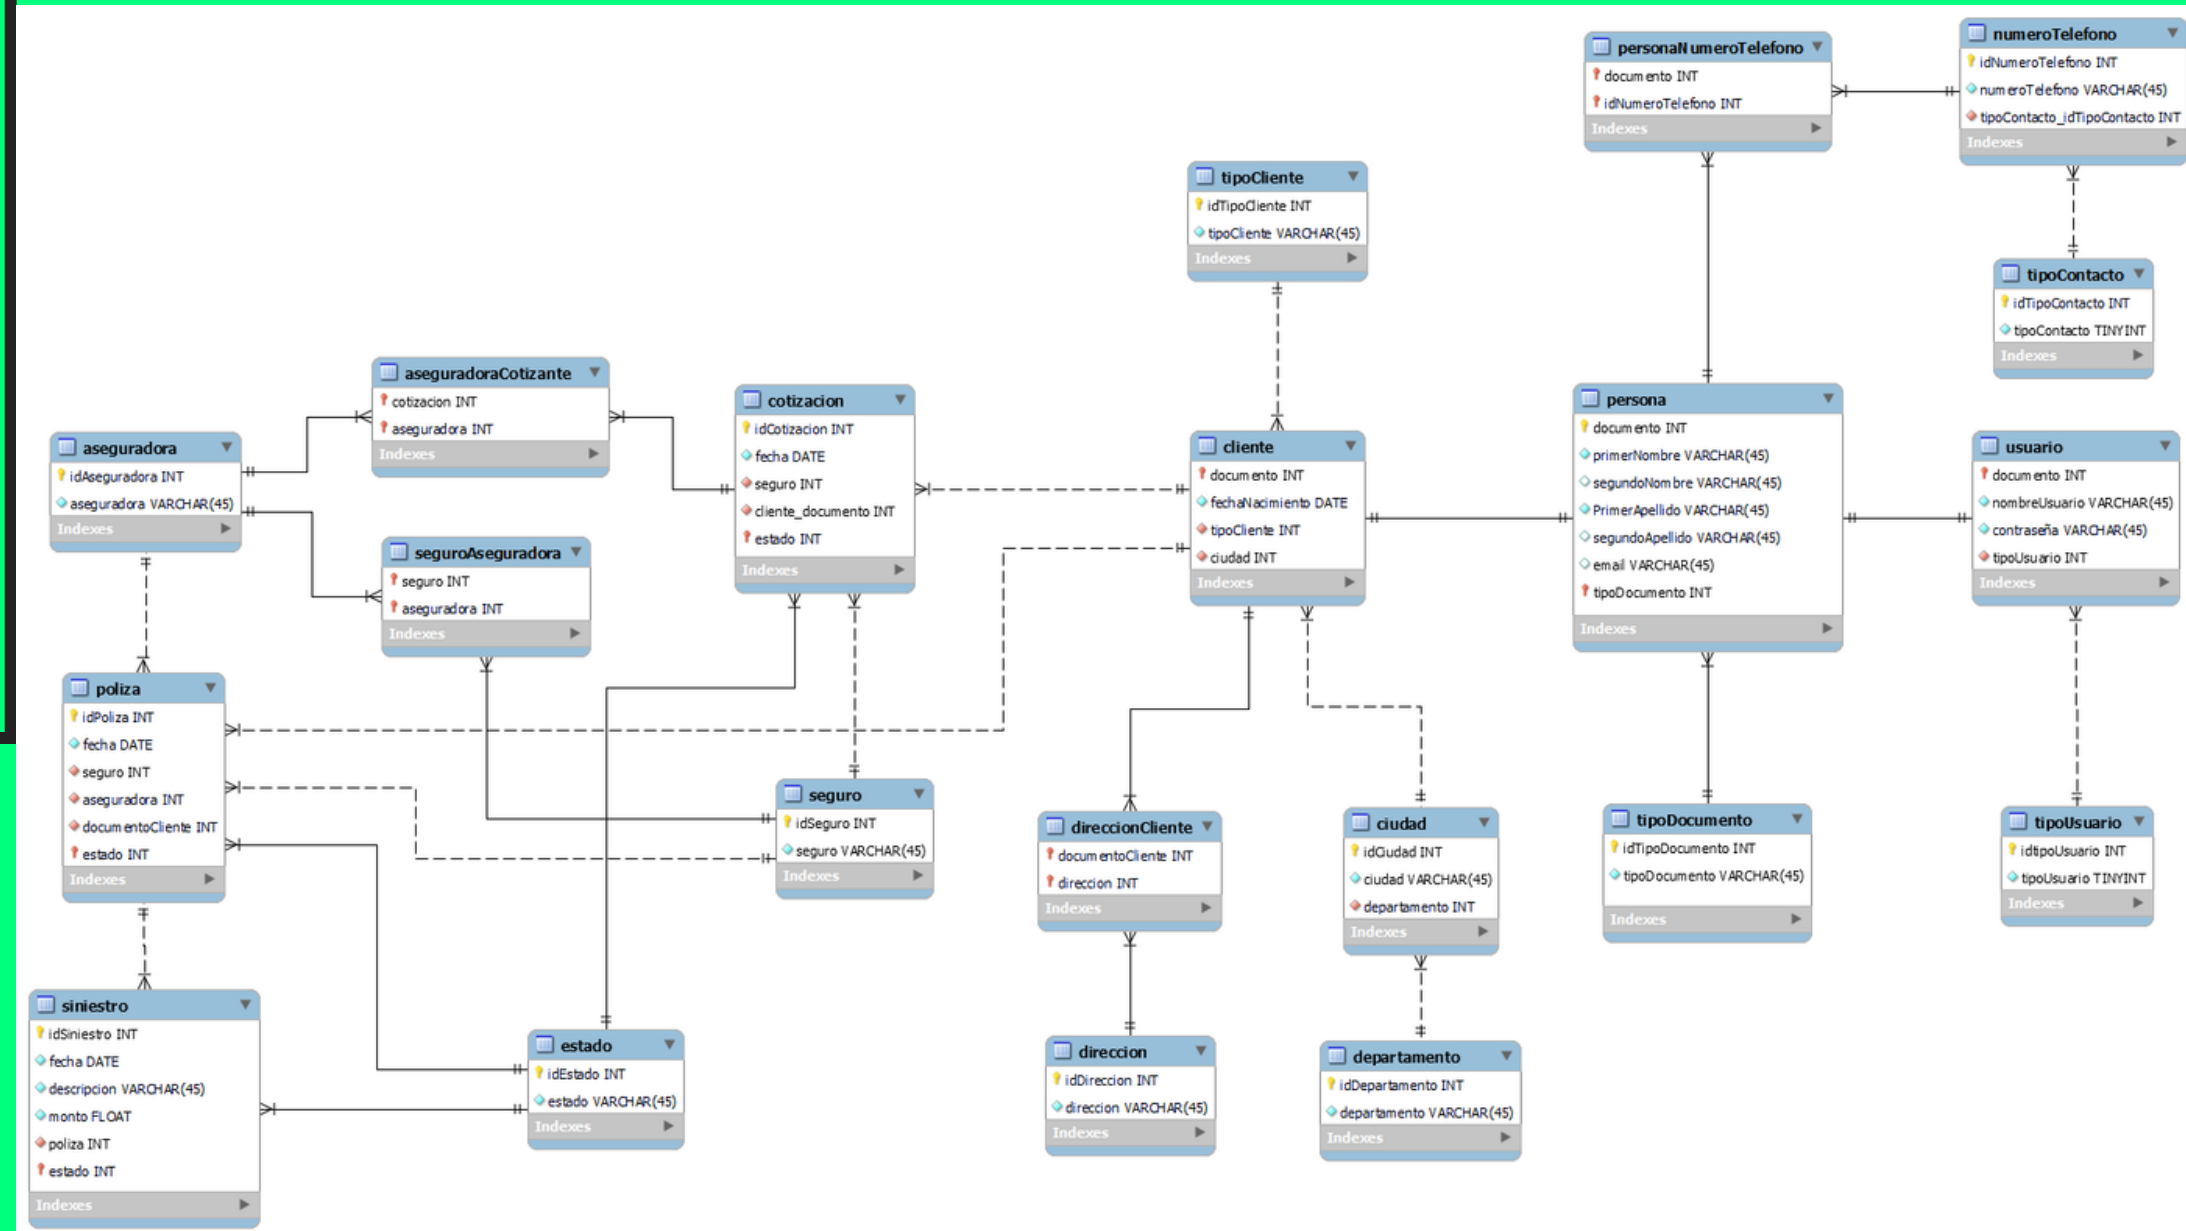 personaNumeroTelefono
documento INT
idNumeroTelefono INT
Indexes
numeroTelefono
idNumeroTelefono INT
numeroTelefono VARCHAR(45)
tipoContacto_idTipoContacto INT
Indexes
tipoCliente
idTipoCliente INT
tipoCliente VARCHAR(45)
Indexes
tipoContacto
idTipoContacto INT
tipoContacto TINYINT
Indexes
aseguradoraCotizante
cotizacion INT
aseguradora INT
Indexes
cotizacion
idCotizacion INT
fecha DATE
seguro INT
cliente_documento INT
estado INT
Indexes
persona
documento INT
primerNombre VARCHAR(45)
segundoNombre VARCHAR(45)
PrimerApellido VARCHAR(45)
segundoApellido VARCHAR(45)
email VARCHAR(45)
tipoDocumento INT
Indexes
aseguradora
idAseguradora INT
aseguradora VARCHAR(45)
Indexes
cliente
documento INT
fechaNacimiento DATE
tipoCliente INT
ciudad INT
Indexes
usuario
documento INT
nombreUsuario VARCHAR(45)
contraseña VARCHAR(45)
tipoUsuario INT
Indexes
seguroAseguradora
seguro INT
aseguradora INT
Indexes
poliza
idPoliza INT
fecha DATE
seguro INT
aseguradora INT
documentoCliente INT
estado INT
Indexes
seguro
idSeguro INT
seguro VARCHAR(45)
Indexes
direccionCliente
documentoCliente INT
direccion INT
Indexes
ciudad
idCiudad INT
ciudad VARCHAR(45)
departamento INT
Indexes
tipoDocumento
idTipoDocumento INT
tipoDocumento VARCHAR(45)
Indexes
tipoUsuario
idtipoUsuario INT
tipoUsuario TINYINT
Indexes
siniestro
idSiniestro INT
fecha DATE
descripcion VARCHAR(45)
monto FLOAT
poliza INT
estado INT
Indexes
estado
idEstado INT
estado VARCHAR(45)
Indexes
direccion
idDireccion INT
direccion VARCHAR(45)
Indexes
departamento
idDepartamento INT
departamento VARCHAR(45)
Indexes